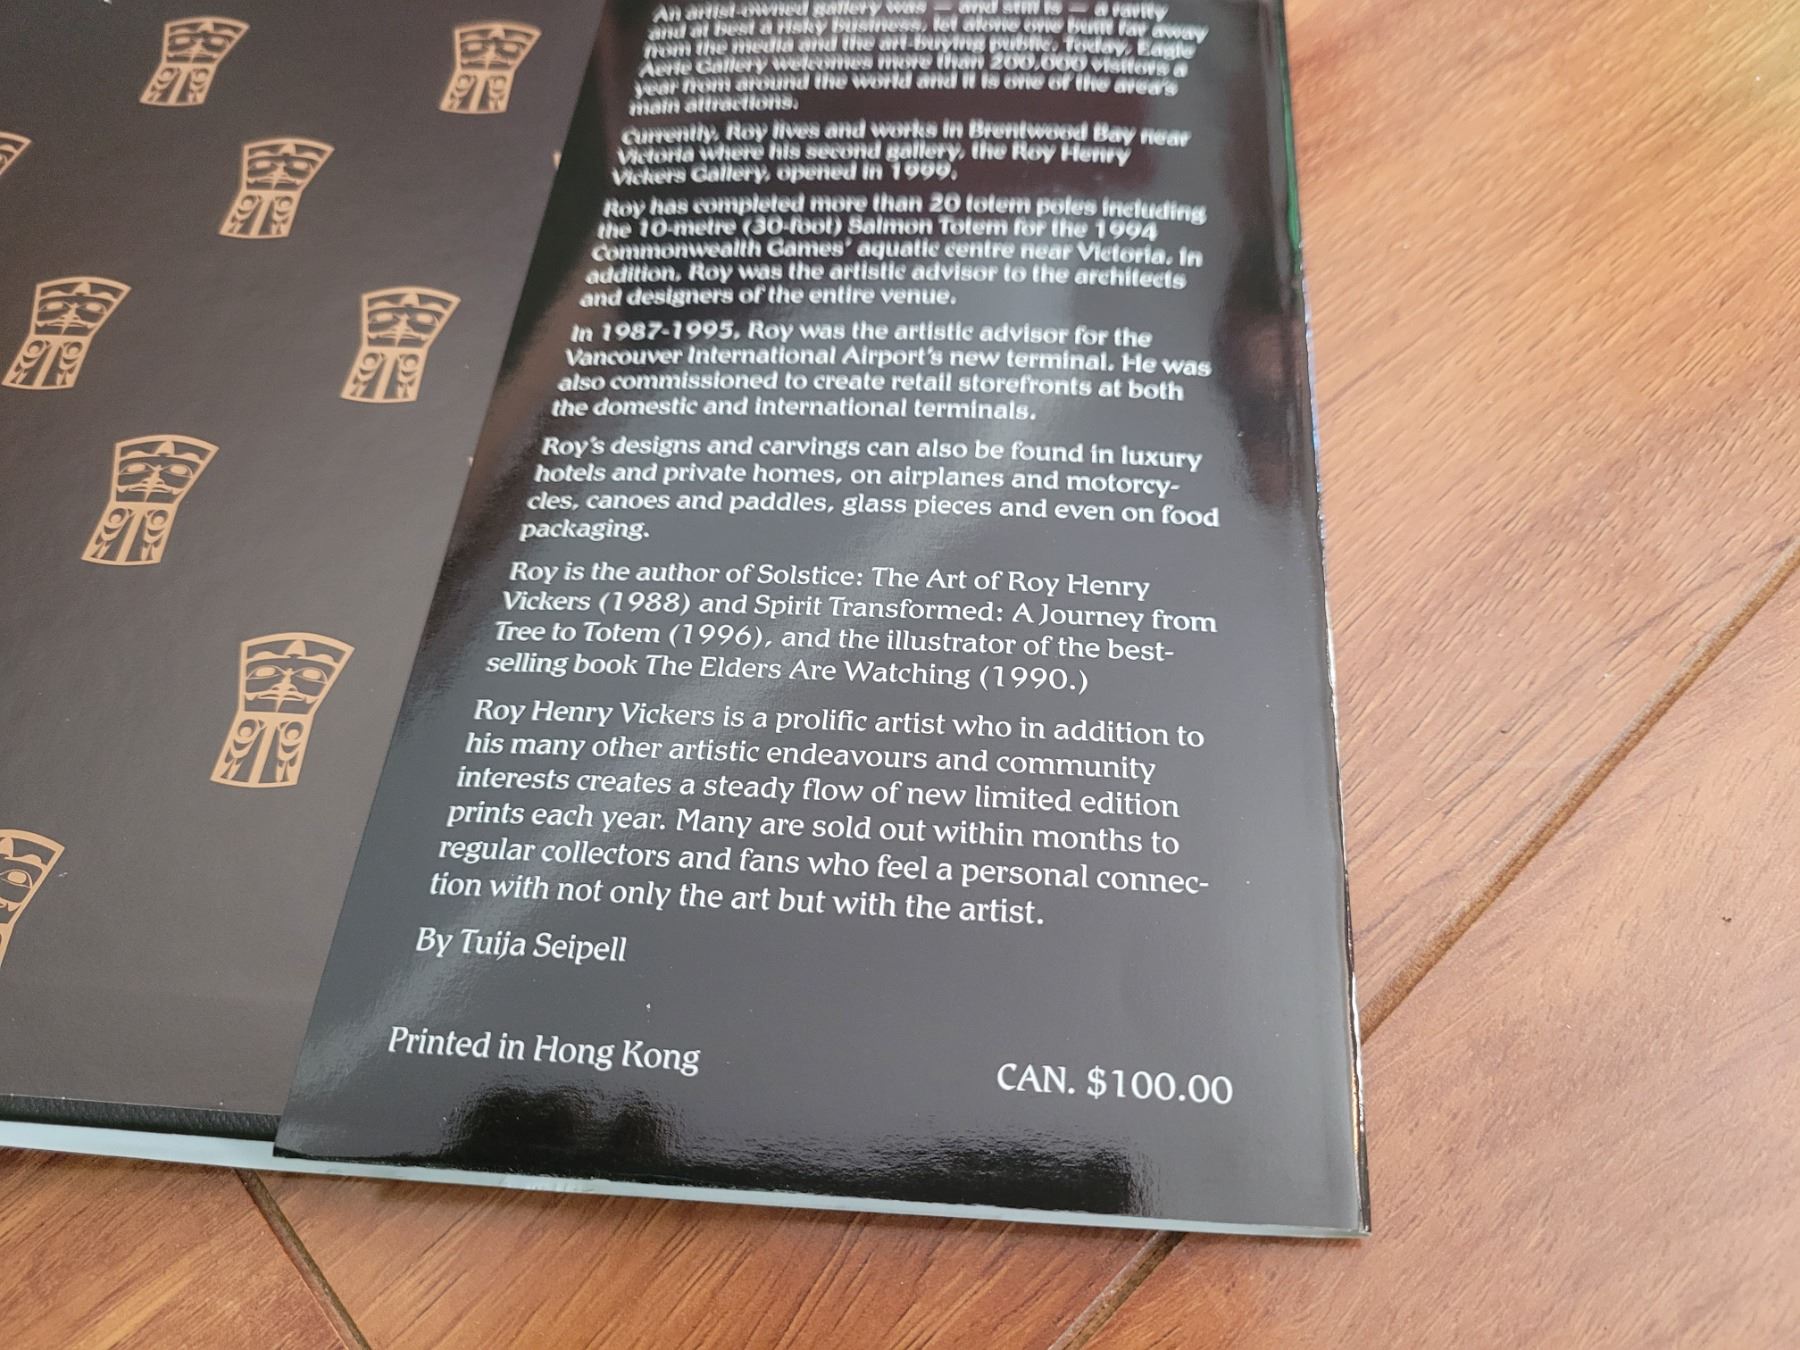 An artist-owned gallery was — and still is — a rarity
and at best a risky business, let alone one built far away
from the media and the art-buying public. Today, Eagle
Aerie Gallery welcomes more than 200,000 visitors a
year from around the world and it is one of the area's
main attractions.
Currently, Roy lives and works in Brentwood Bay near
Victoria where his second gallery, the Roy Henry
Vickers Gallery, opened in 1999.
Roy has completed more than 20 totem poles including
the 10-metre (30-foot) Salmon Totem for the 1994
Commonwealth Games' aquatic centre near Victoria. In
addition, Roy was the artistic advisor to the architects
and designers of the entire venue.
In 1987-1995, Roy was the artistic advisor for the
Vancouver International Airport's new terminal. He was
also commissioned to create retail storefronts at both
the domestic and international terminals.
Roy's designs and carvings can also be found in luxury
hotels and private homes, on airplanes and motorcy-
cles, canoes and paddles, glass pieces and even on food
packaging.
Roy is the author of Solstice: The Art of Roy Henry
Vickers (1988) and Spirit Transformed: A Journey from
Tree to Totem (1996), and the illustrator of the best-
selling book The Elders Are Watching (1990.)
Roy Henry Vickers is a prolific artist who in addition to
his many other artistic endeavours and community
interests creates a steady flow of new limited edition
prints each year. Many are sold out within months to
regular collectors and fans who feel a personal connec-
tion with not only the art but with the artist.
By Tuija Seipell
Printed in Hong Kong
CAN. $100.00